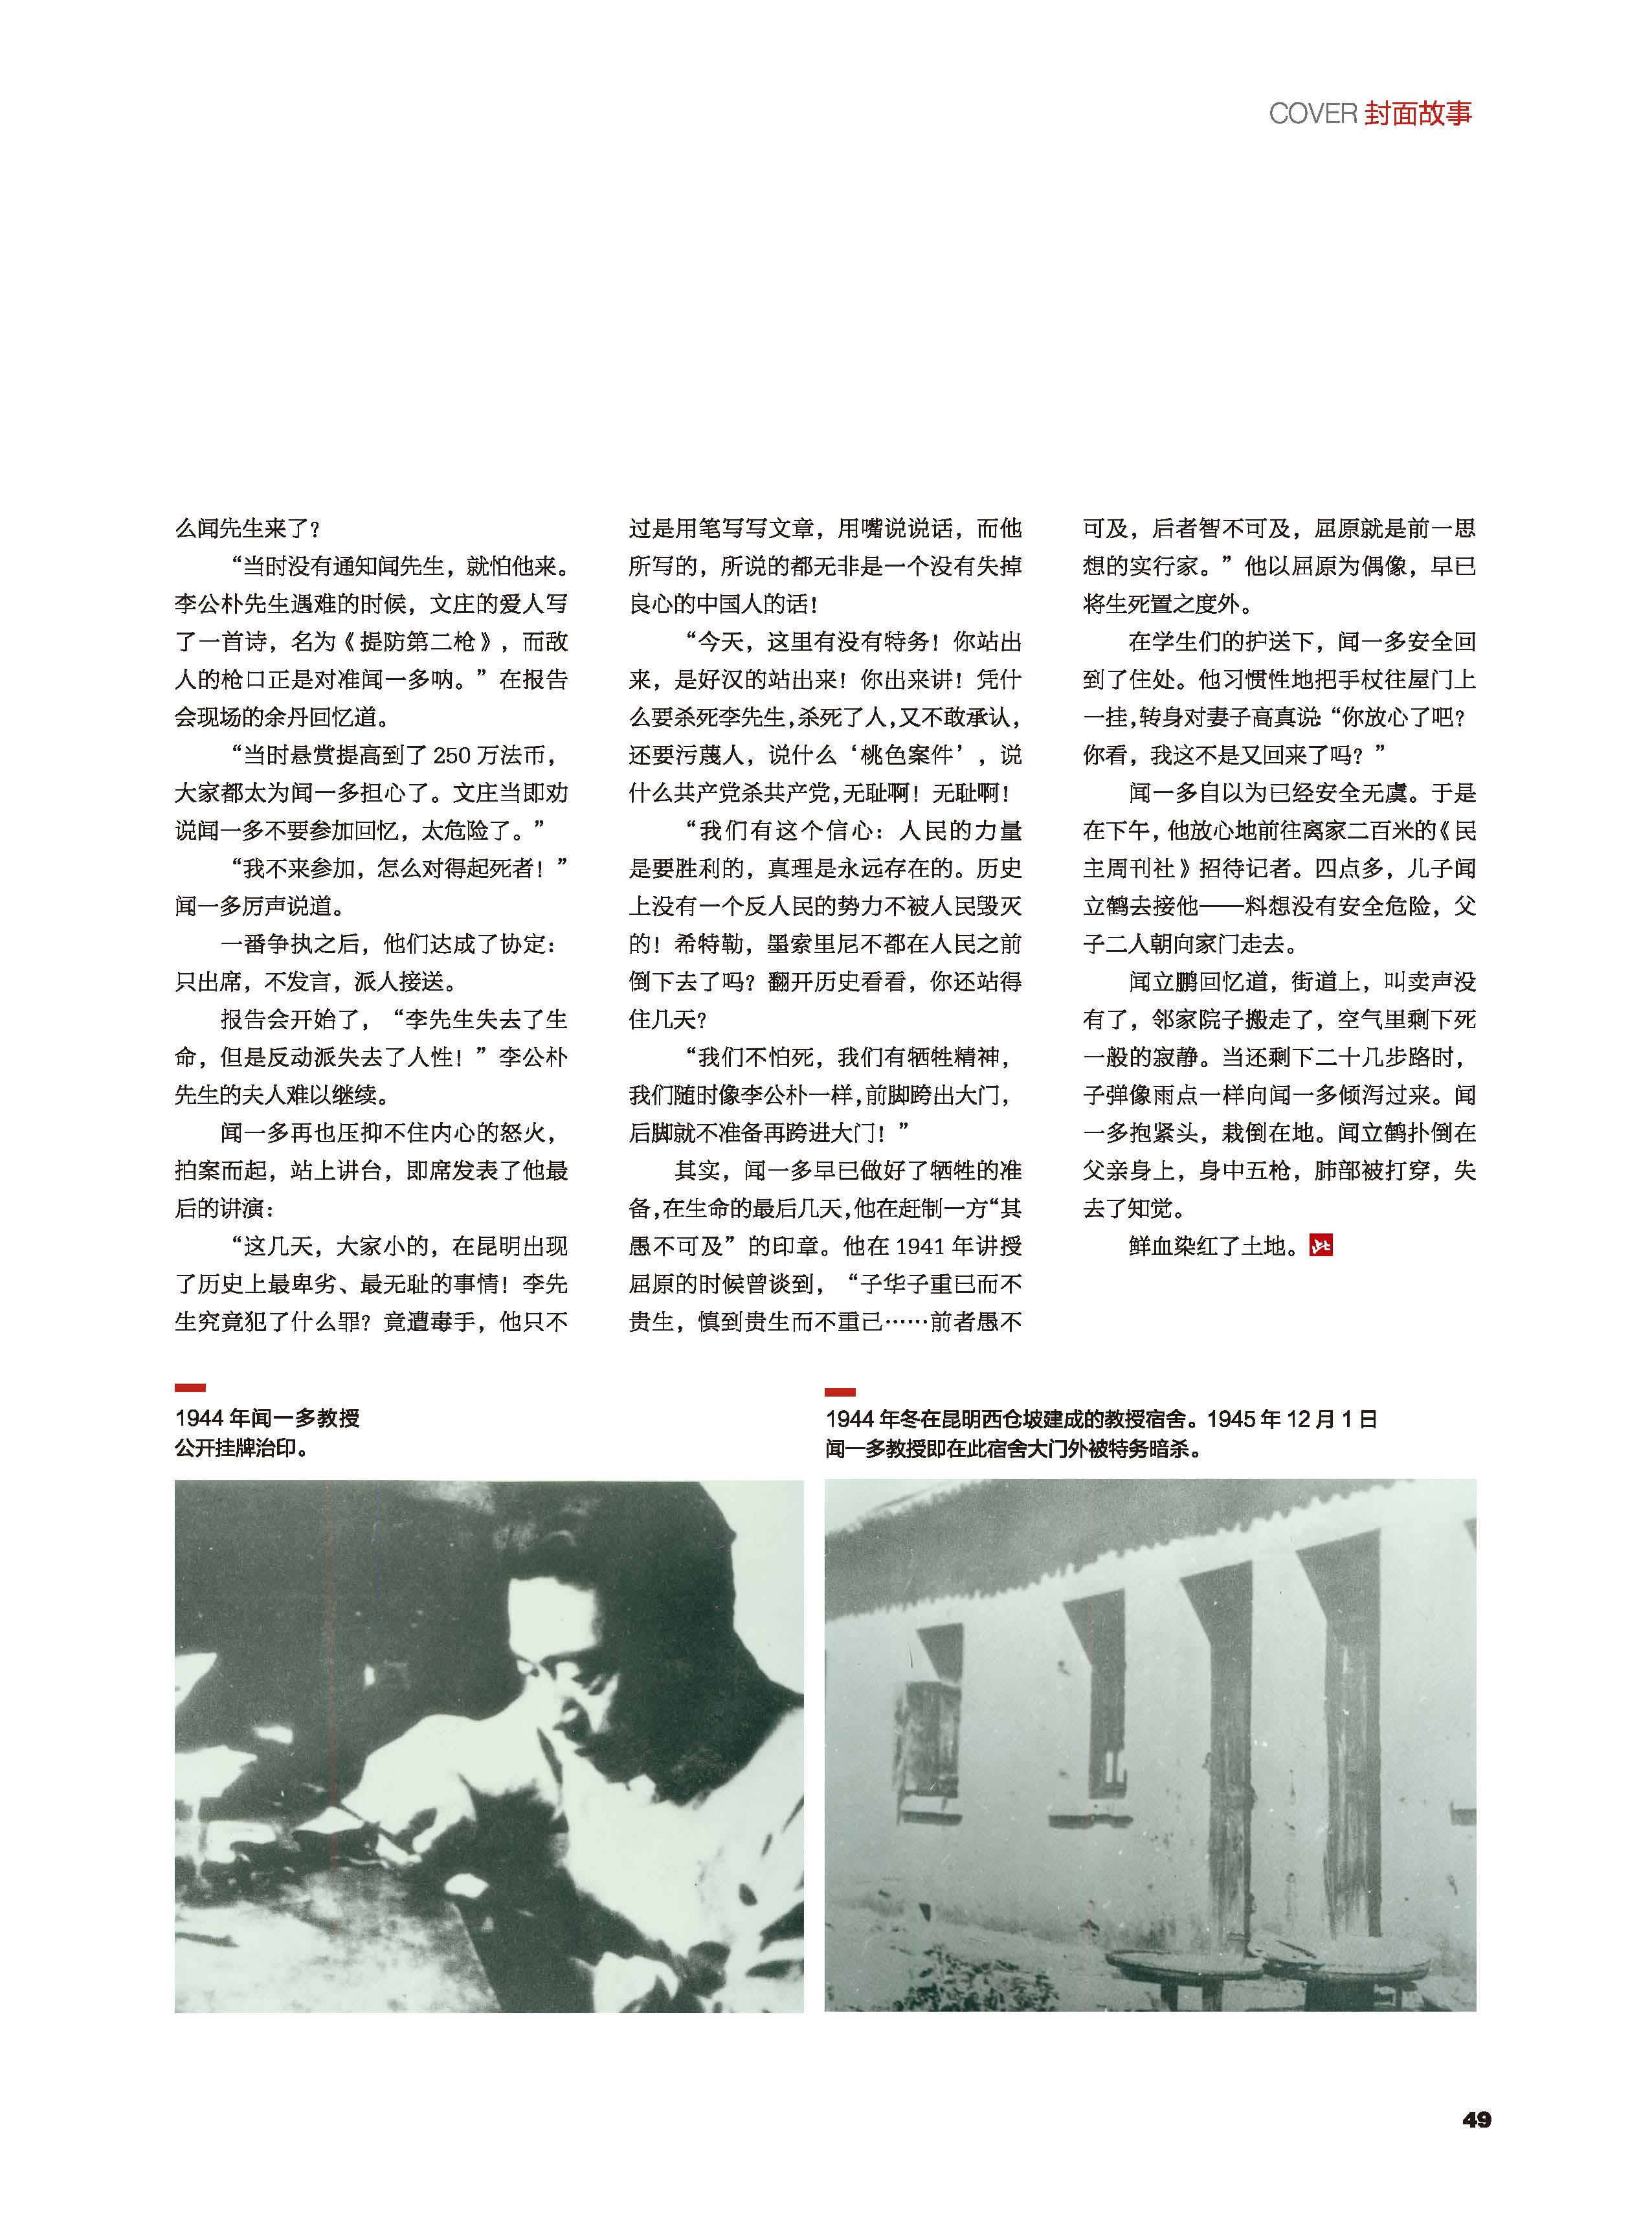 COVER 封面故事
么闻先生来了？
“当时没有通知闻先生，就怕他来。
李公朴先生遇难的时候，文庄的爱人写
了一首诗，名为《提防第二枪》，而敌
人的枪口正是对准闻一多呐。”在报告
会现场的余丹回忆道。
“当时悬赏提高到了 250 万法币，
大家都太为闻一多担心了。文庄当即劝
说闻一多不要参加回忆，太危险了。”
“我不来参加，怎么对得起死者！”
闻一多厉声说道。
一番争执之后，他们达成了协定：
只出席，不发言，派人接送。
报告会开始了，“李先生失去了生
命，但是反动派失去了人性！”李公朴
先生的夫人难以继续。
闻一多再也压抑不住内心的怒火，
拍案而起，站上讲台，即席发表了他最
后的讲演：
“这几天，大家小的，在昆明出现
了历史上最卑劣、最无耻的事情！李先
生究竟犯了什么罪？竟遭毒手，他只不
过是用笔写写文章，用嘴说说话，而他
所写的，所说的都无非是一个没有失掉
良心的中国人的话！
“今天，这里有没有特务！你站出
来，是好汉的站出来！你出来讲！凭什
么要杀死李先生，杀死了人，又不敢承认，
还要污蔑人，说什么‘桃色案件’，说
什么共产党杀共产党，无耻啊！无耻啊！
“我们有这个信心：人民的力量
是要胜利的，真理是永远存在的。历史
上没有一个反人民的势力不被人民毁灭
的！希特勒，墨索里尼不都在人民之前
倒下去了吗？翻开历史看看，你还站得
住几天？
“我们不怕死，我们有牺牲精神，
我们随时像李公朴一样，前脚跨出大门，
后脚就不准备再跨进大门！”
其实，闻一多早已做好了牺牲的准
备，在生命的最后几天，他在赶制一方“其
愚不可及”的印章。他在 1941 年讲授
屈原的时候曾谈到，“子华子重已而不
贵生，慎到贵生而不重已……前者愚不
可及，后者智不可及，屈原就是前一思
想的实行家。”他以屈原为偶像，早已
将生死置之度外。
在学生们的护送下，闻一多安全回
到了住处。他习惯性地把手杖往屋门上
一挂，转身对妻子高真说：“你放心了吧？
你看，我这不是又回来了吗？”
闻一多自以为已经安全无虞。于是
在下午，他放心地前往离家二百米的《民
主周刊社》招待记者。四点多，儿子闻
立鹤去接他——料想没有安全危险，父
子二人朝向家门走去。
闻立鹏回忆道，街道上，叫卖声没
有了，邻家院子搬走了，空气里剩下死
一般的寂静。当还剩下二十几步路时，
子弹像雨点一样向闻一多倾泻过来。闻
一多抱紧头，栽倒在地。闻立鹤扑倒在
父亲身上，身中五枪，肺部被打穿，失
去了知觉。
鲜血染红了土地。
1944 年闻一多教授
公开挂牌治印。
1944 年冬在昆明西仓坡建成的教授宿舍。1945 年 12 月 1 日
闻一多教授即在此宿舍大门外被特务暗杀。
49